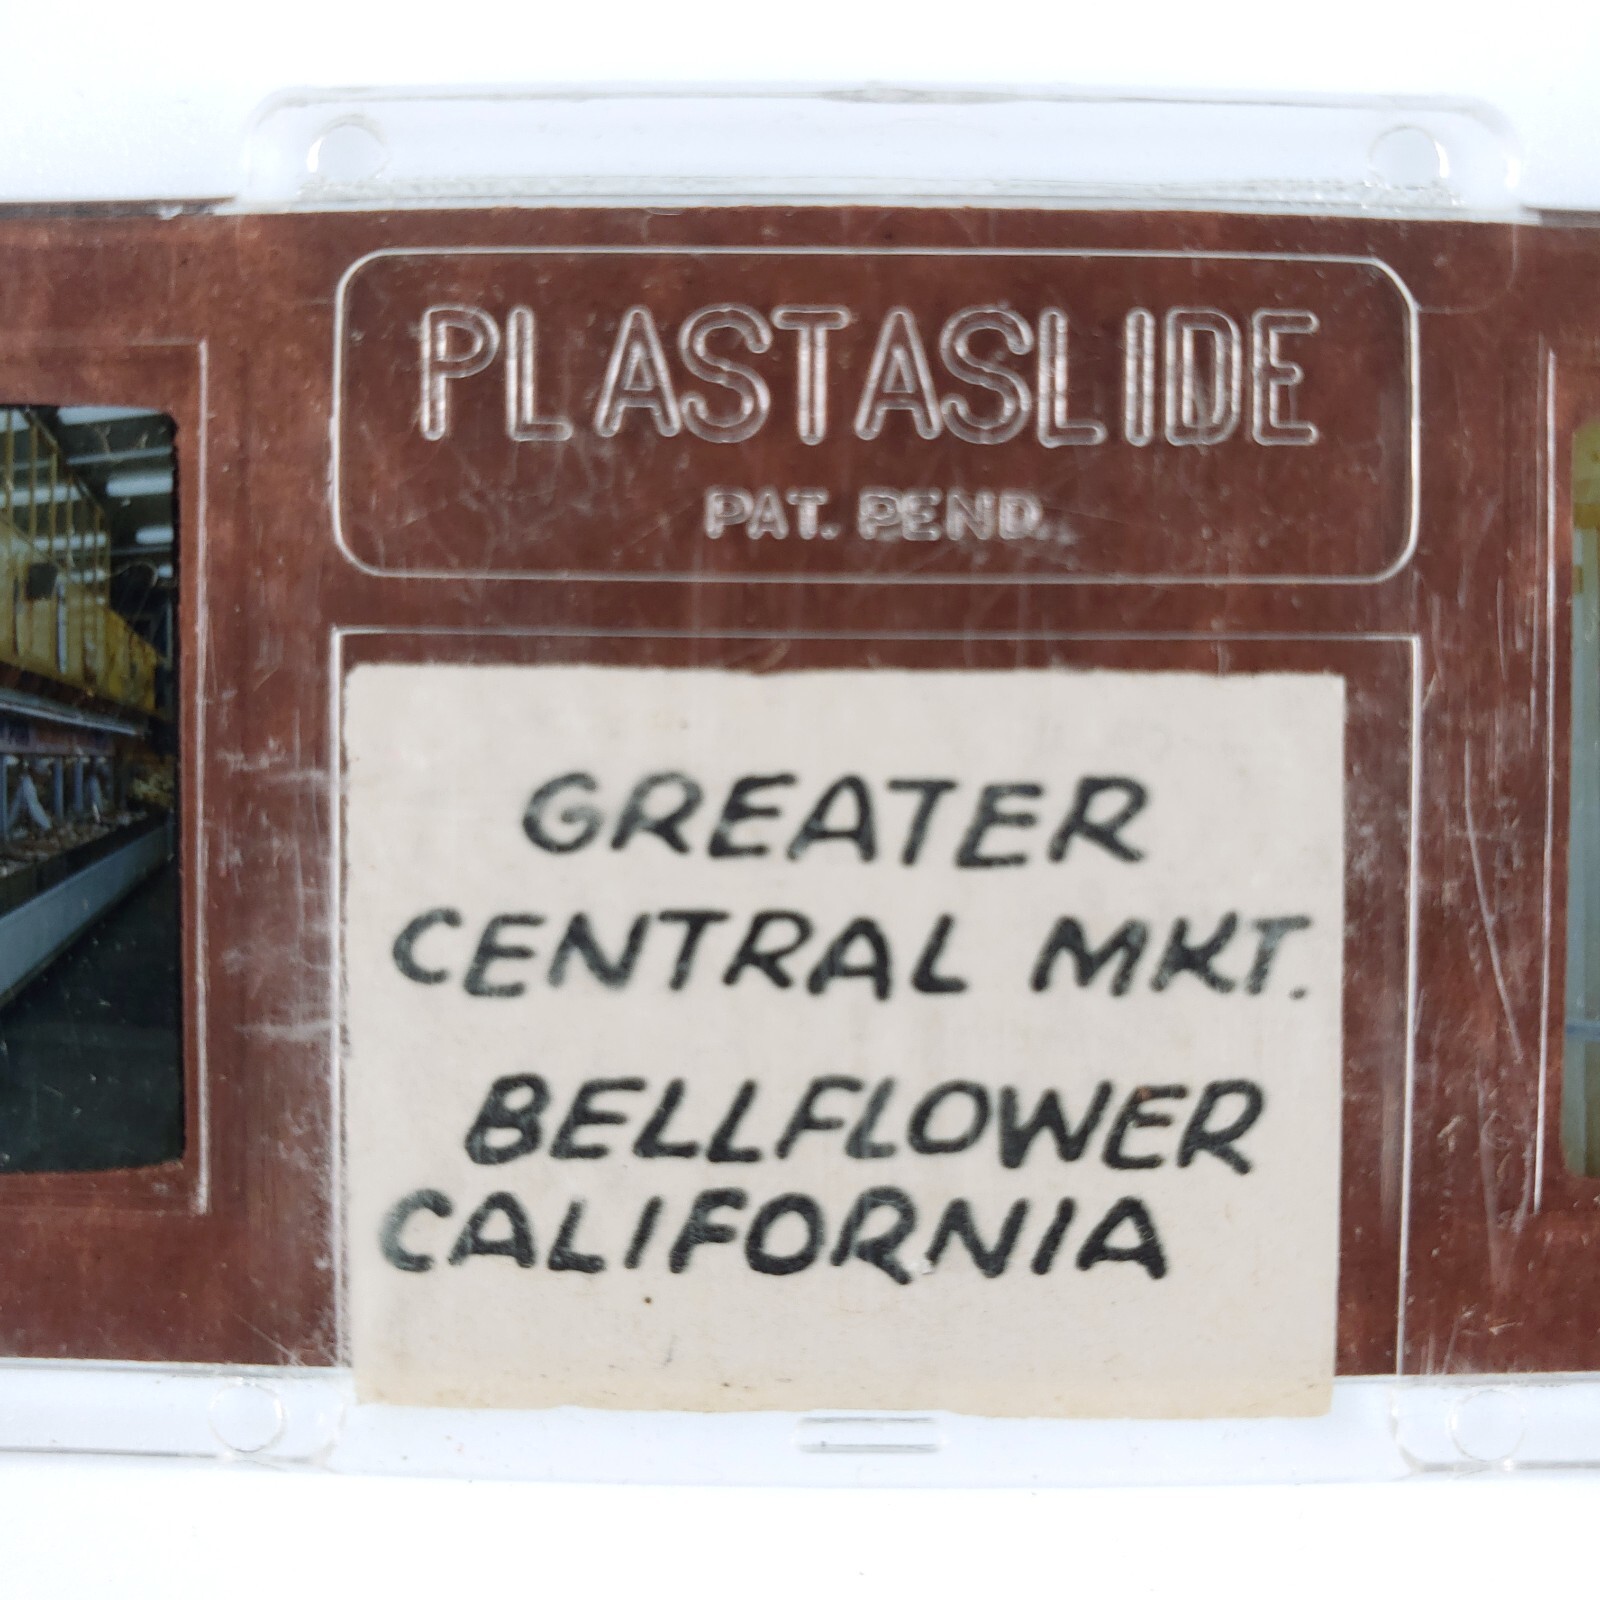 PLASTASLIDE
PAT. PEND.
GREATER
CENTRAL MKT.
BELLFLOWER
CALIFORNIA